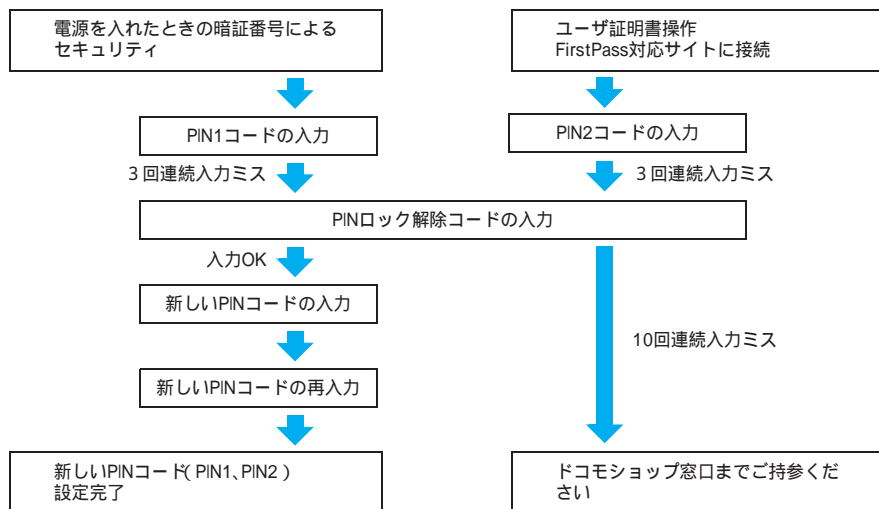 電源を入れたときの暗証番号による
セキュリティ
ユーザ証明書操作
FirstPass対応サイトに接続
PIN1コードの入力
PIN2コードの入力
3回連続入力ミス
3回連続入力ミス
PINロック解除コードの入力
入力OK
新しいPINコードの入力
10回連続入力ミス
新しいPINコードの再入力
新しいPINコード(PIN1、PIN2)
設定完了
ドコモショップ窓口までご持参くだ
さい